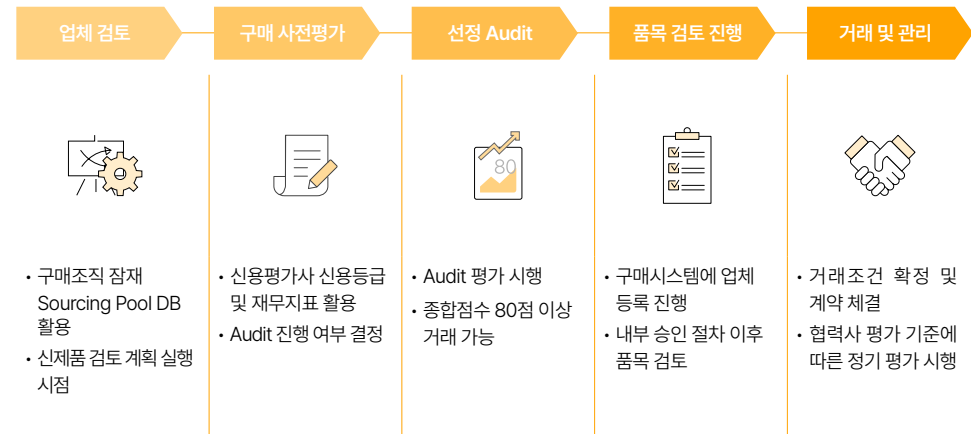 업체 검토
구매 사전평가
선정 Audit
품목 검토 진행
거래 및 관리
80
• 구매조직 잠재
Sourcing Pool DB
활용
• 신제품 검토 계획 실행
시점
• 신용평가사 신용등급
및 재무지표 활용
• Audit 진행 여부 결정
• Audit 평가 시행
• 종합점수 80점 이상
거래 가능
• 구매시스템에 업체
등록 진행
• 내부 승인 절차 이후
품목 검토
• 거래조건 확정 및
계약 체결
• 협력사 평가 기준에
따른 정기 평가 시행